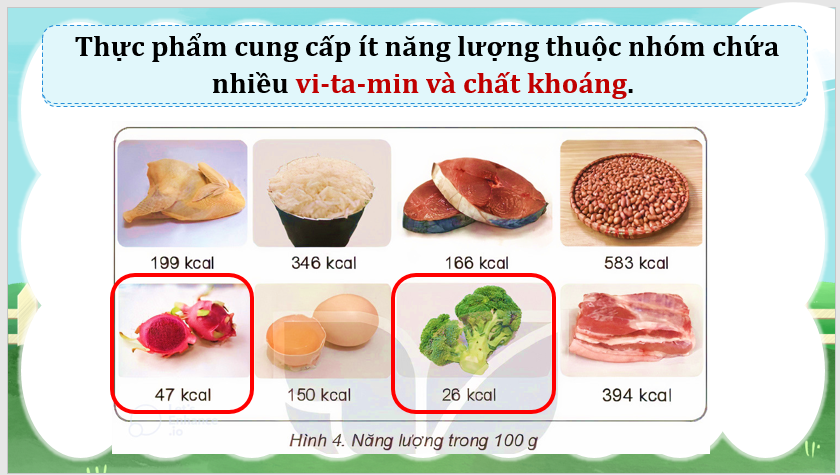 Thực phẩm cung cấp ít năng lượng thuộc nhóm chứa
nhiều vi-ta-min và chất khoáng.
199 kcal
346 kcal
166 kcal
583 kcal
47 kcal
150 kcal
26 kcal
394 kcal
Hình 4. Năng lượng trong 100 g